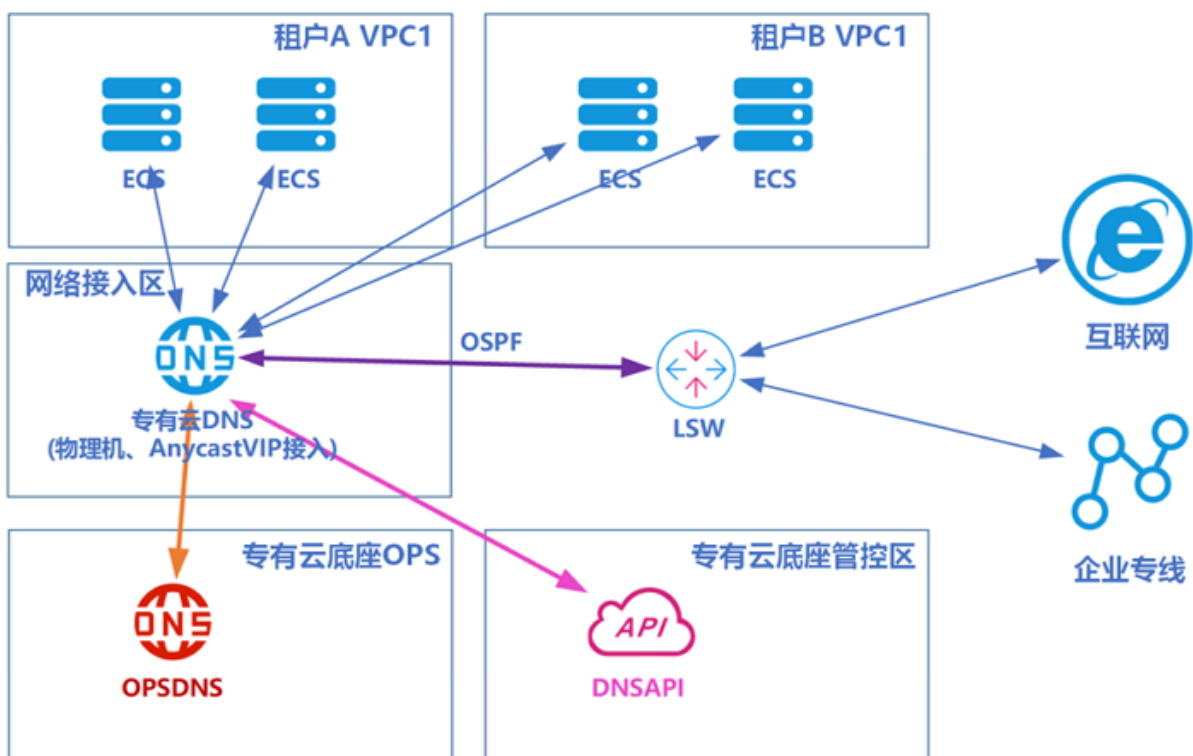 租户A VPC1
租户B VPC1
ECS
ECS
ECS
ECS
网络接入区
DNS
OSPF
专有云DNS
(物理机、AnycastVIP接入)
LSW
互联网
企业专线
专有云底座OPS
专有云底座管控区
DNS
API
OPSDNS
DNSAPI